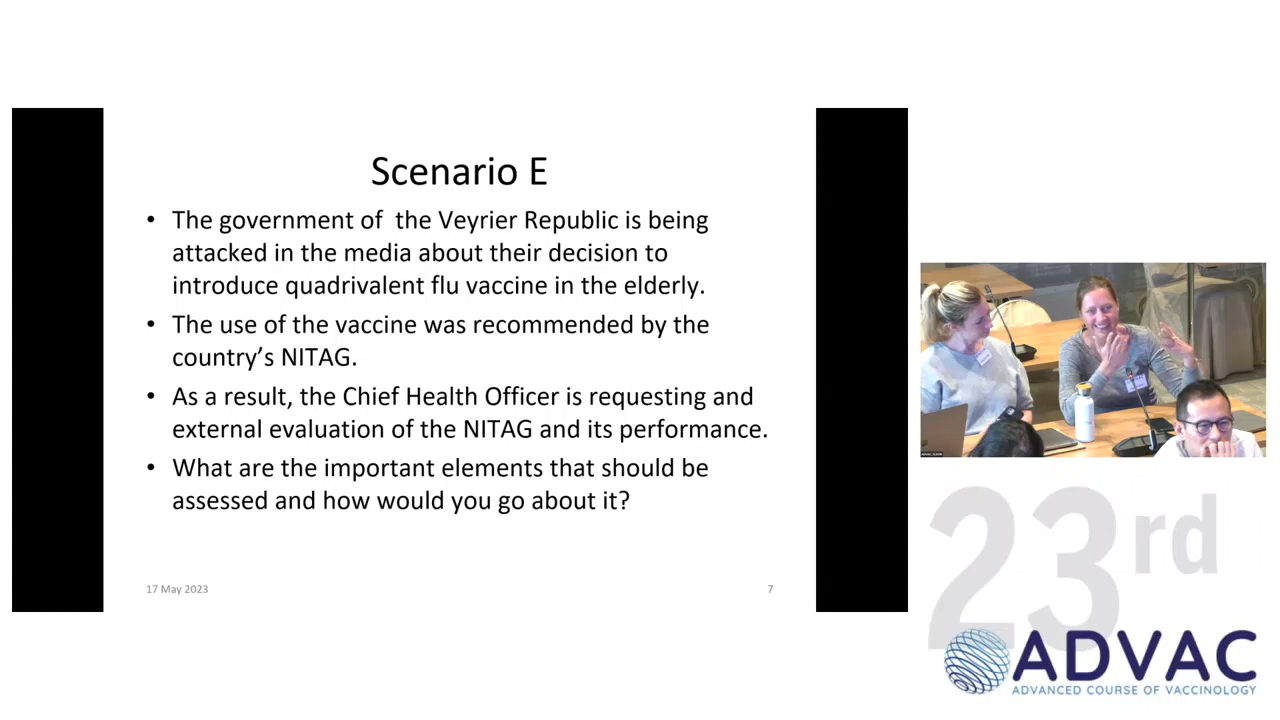 Scenario E
• The government of  the Veyrier Republic is being
attacked in the media about their decision to
introduce quadrivalent flu vaccine in the elderly.
• The use of the vaccine was recommended by the
country’s NITAG.
• As a result, the Chief Health Officer is requesting and
external evaluation of the NITAG and its performance.
• What are the important elements that should be
assessed and how would you go about it?
17 May 2023
7
23rd
ADVAC
ADVANCED COURSE OF VACCINOLOGY